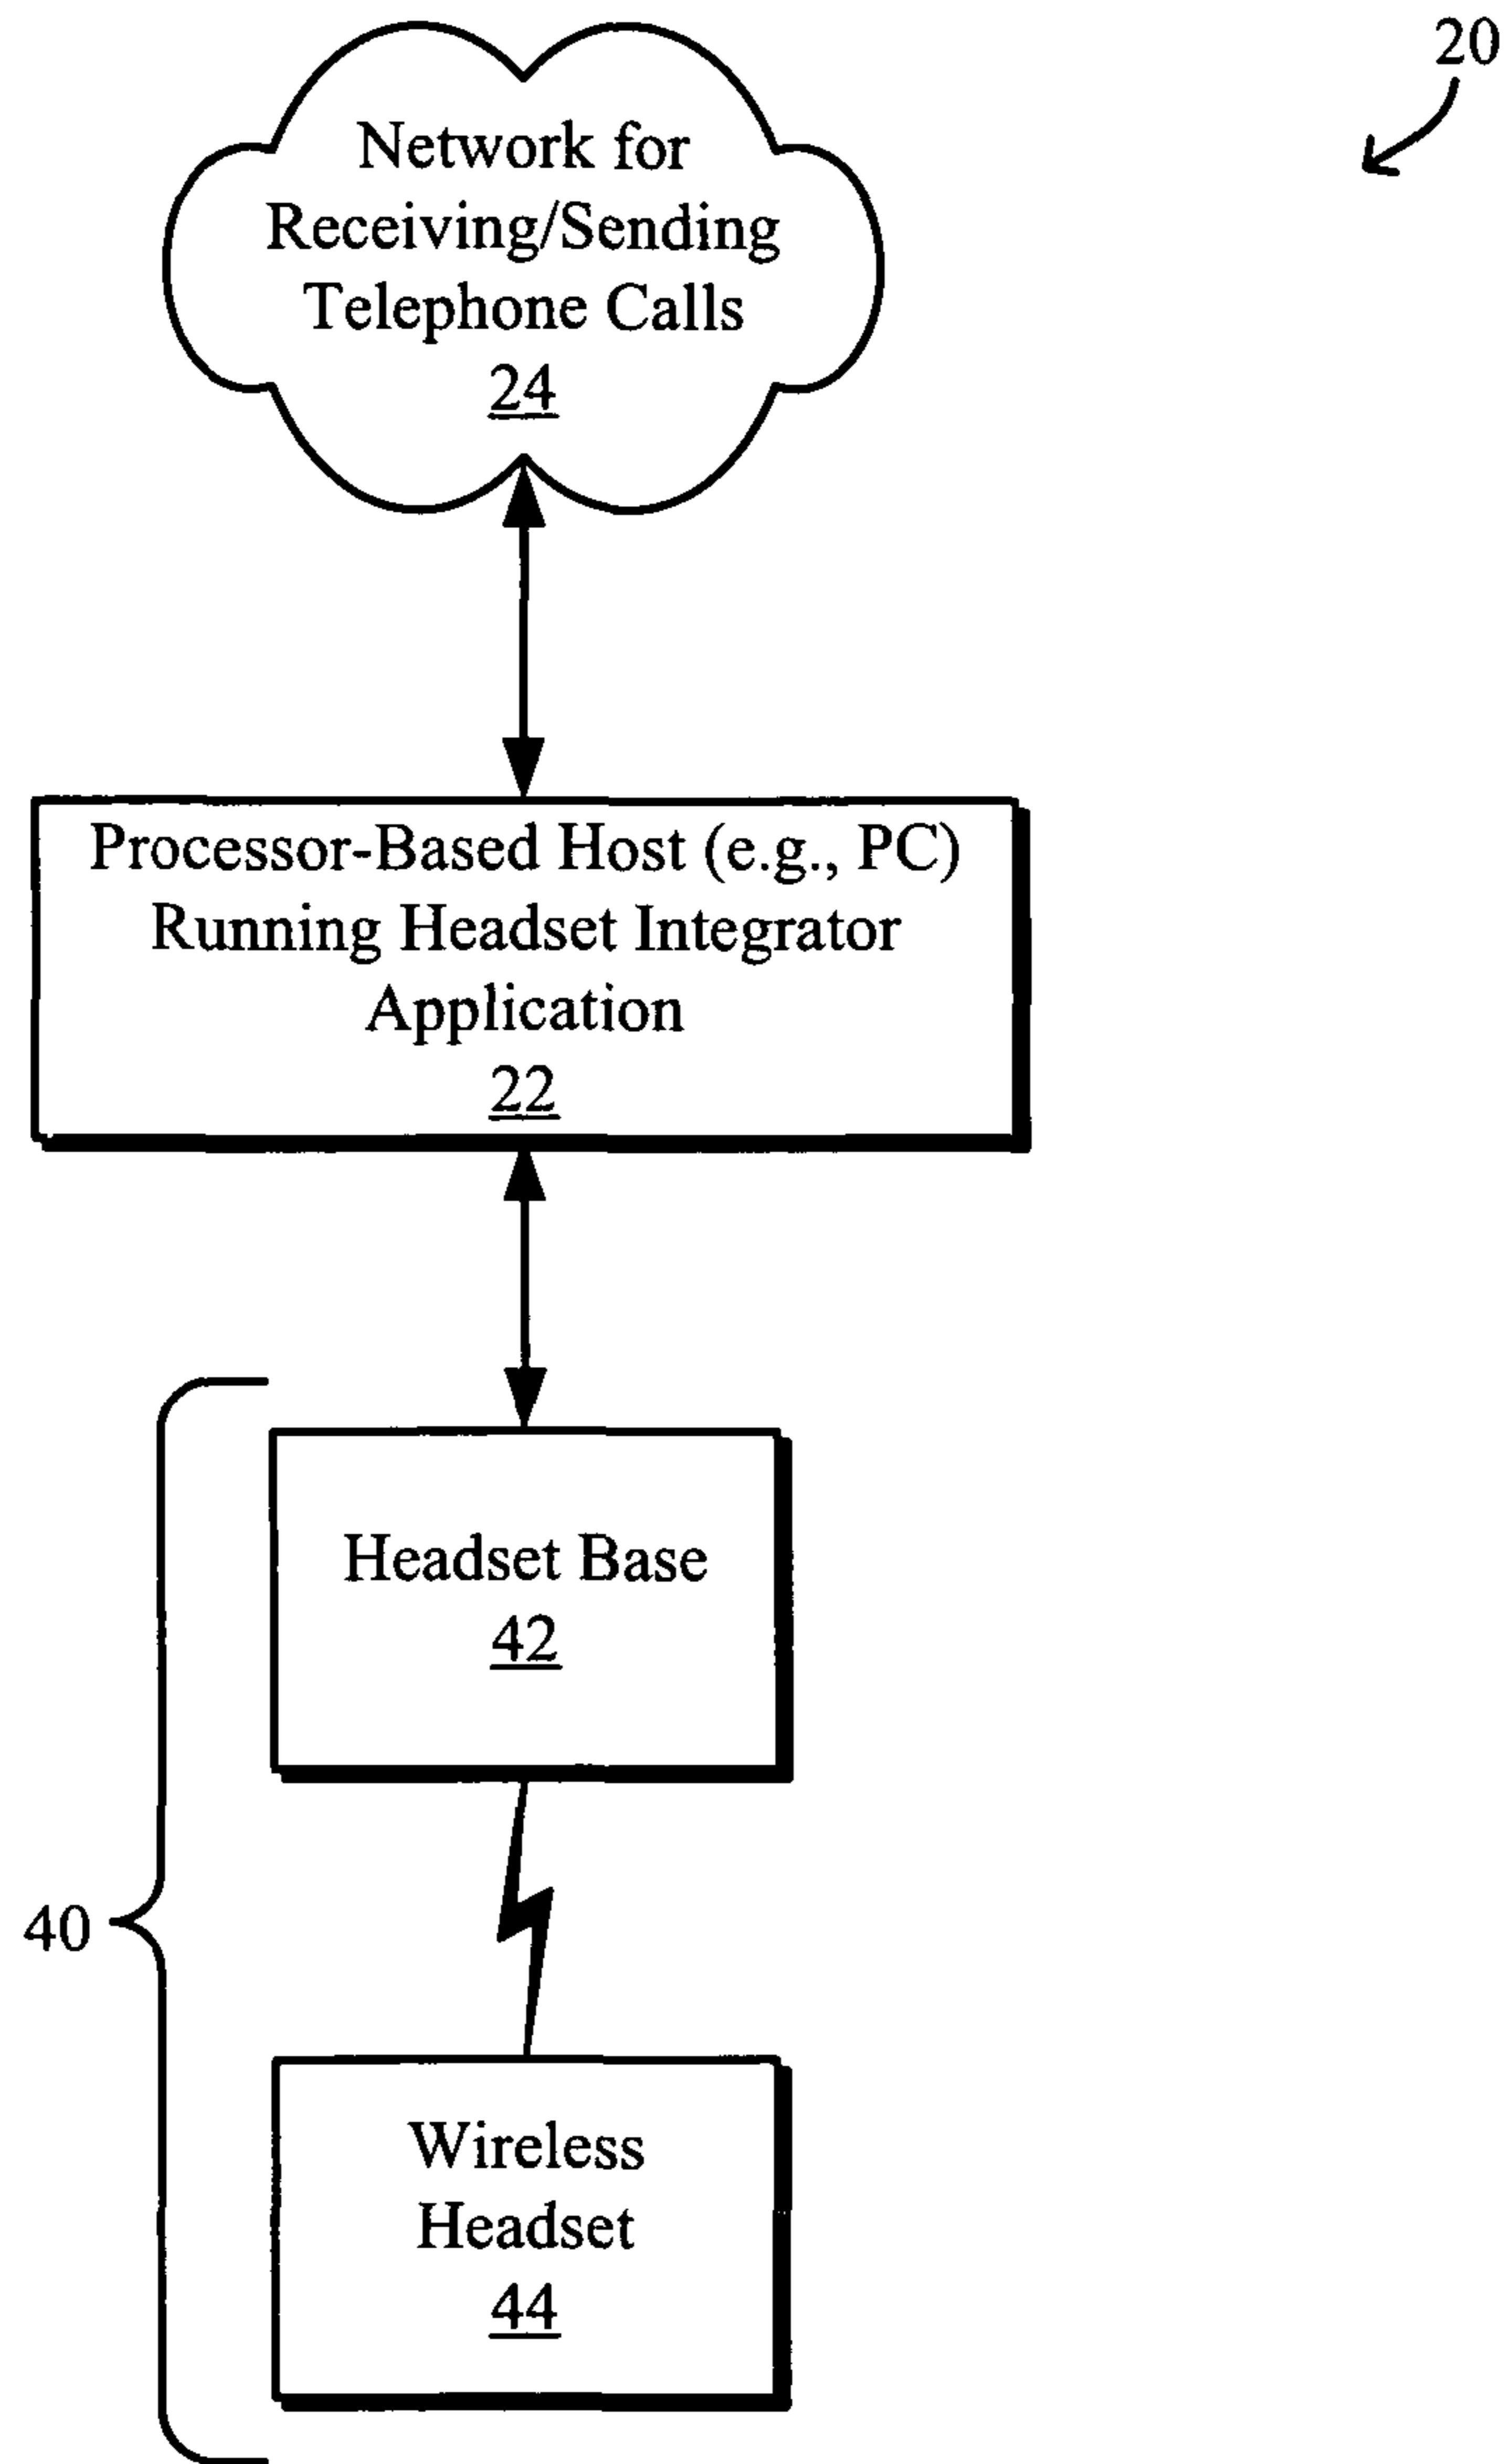 20
Network for
Receiving/Sending
Telephone Calls
24
Processor-Based Host (e.g., PC)
Running Headset Integrator
Application
22
Headset Base
42
40
Wireless
Headset
44